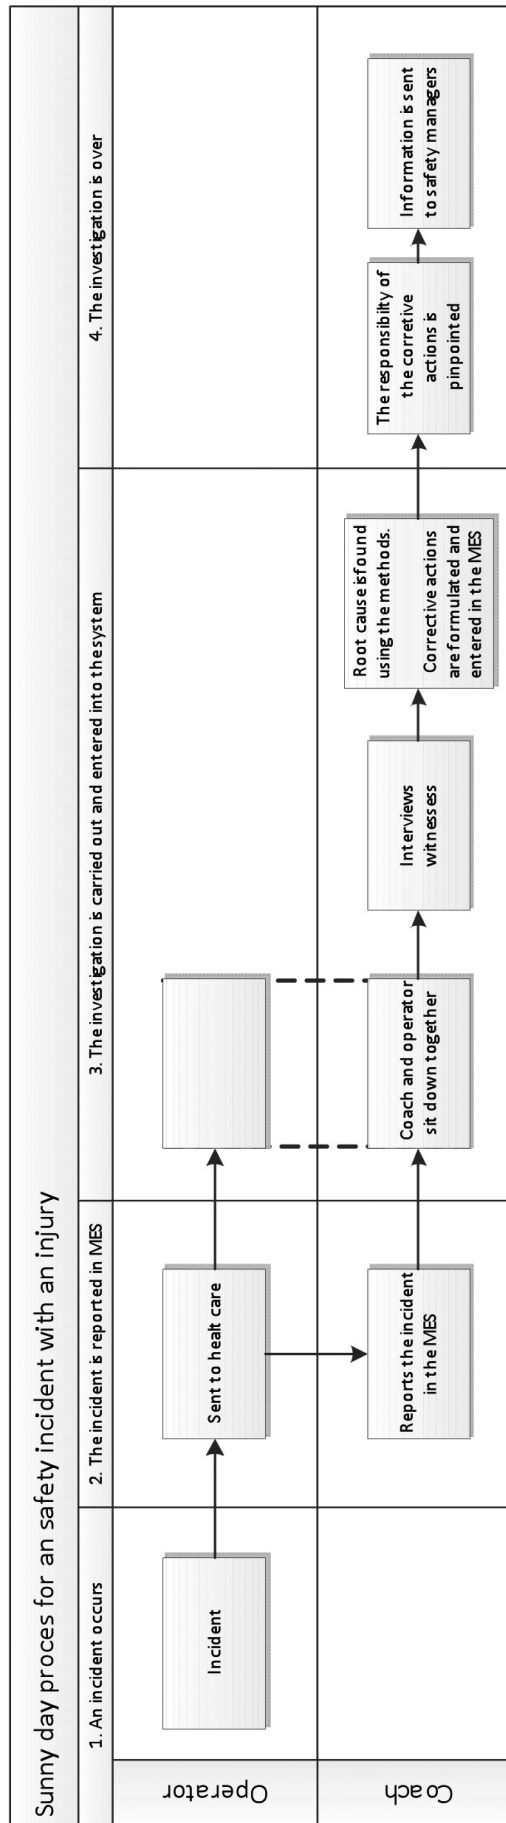 Sunny day proces for an safety incident with an injury
1. An incident occurs
2. The incident is reported in MES
3. The investigation is carried out and entered into the system
4. The investigation is over
Operator
Incident
Sent to healt care
Coach
Reports the incident
in the MES
Coach and operator
sit down together
Interviews
witnessess
Root cause is found
using the methods.
Corrective actions
are formulated and
entered in the MES
The responsibilty of
the corretive
actions is
pinpointed
Information is sent
to safety managers